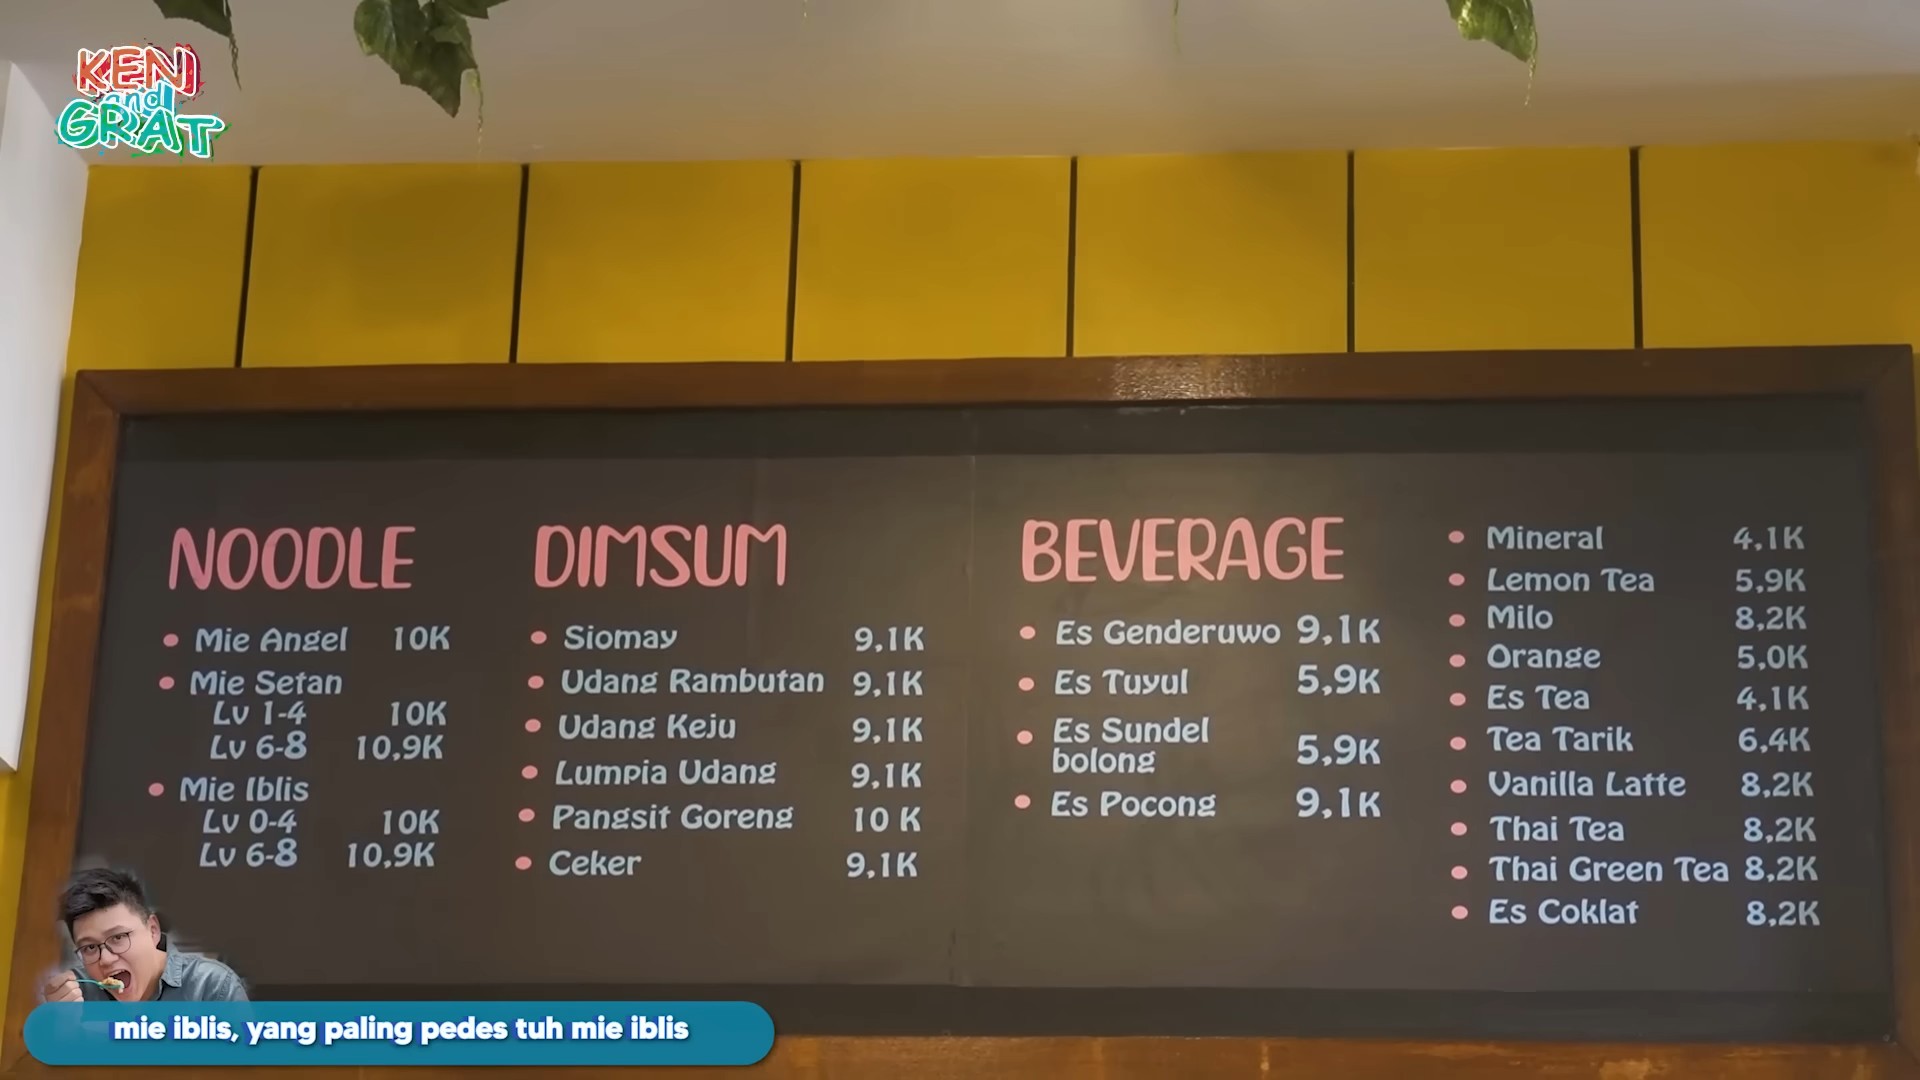 KEN
and
GRAT
NOODLE
Mie Angel 10K
Mie Setan
Lv 1-4 10K
Lv 6-8 10,9K
Mie Iblis
Lv 0-4 10K
Lv 6-8 10,9K
DIMSUM
Siomay 9,1K
Udang Rambutan 9,1K
Udang Keju 9,1K
Lumpia Udang 9,1K
Pangsit Goreng 10 K
Ceker 9,1K
BEVERAGE
Es Genderuwo 9,1K
Es Tuyul 5,9K
Es Sundel
bolong 5,9K
Es Pocong 9,1K
Mineral 4,1K
Lemon Tea 5,9K
Milo 8,2K
Orange 5,0K
Es Tea 4,1K
Tea Tarik 6,4K
Vanilla Latte 8,2K
Thai Tea 8,2K
Thai Green Tea 8,2K
Es Coklat 8,2K
mie iblis, yang paling pedes tuh mie iblis